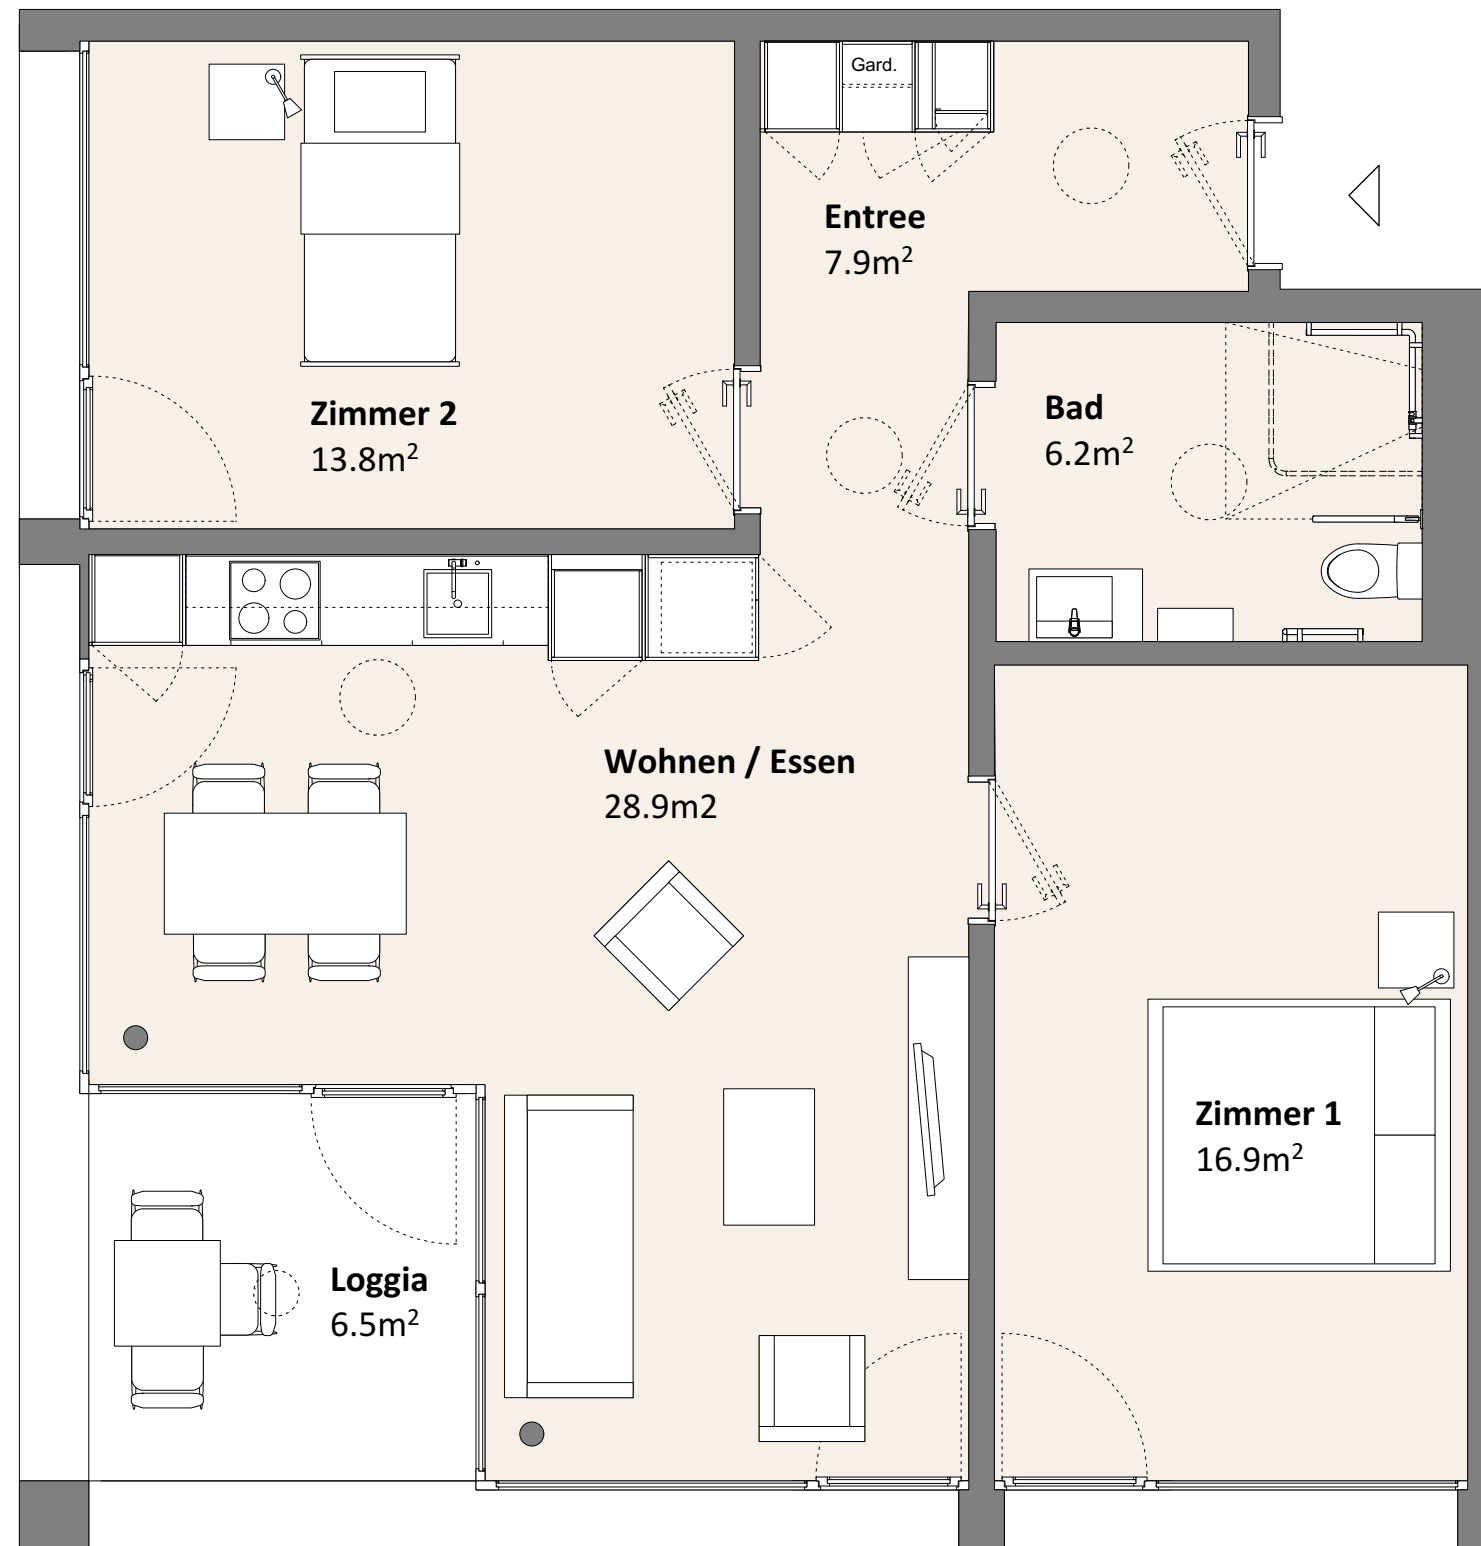 Gard.
Entree
7.9m²
Zimmer 2
13.8m²
Bad
6.2m²
Wohnen / Essen
28.9m2
Zimmer 1
16.9m²
Loggia
6.5m²